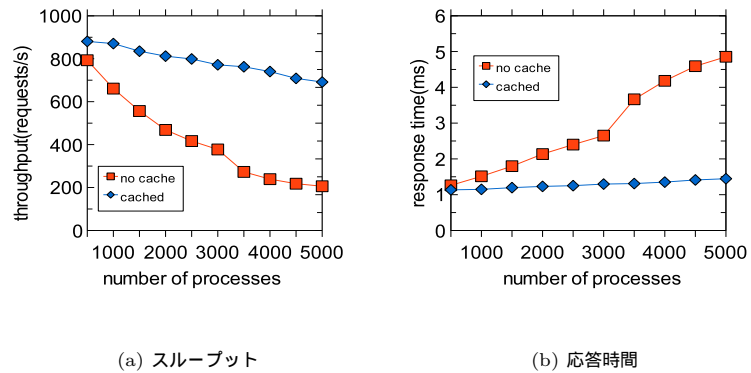 1000
800
600
400
200
0
throughput(requests/s)
no cache
cached
1000 2000 3000 4000 5000
number of processes
(a) スループット
6
5
4
3
2
1
0
response time(ms)
no cache
cached
1000 2000 3000 4000 5000
number of processes
(b) 応答時間